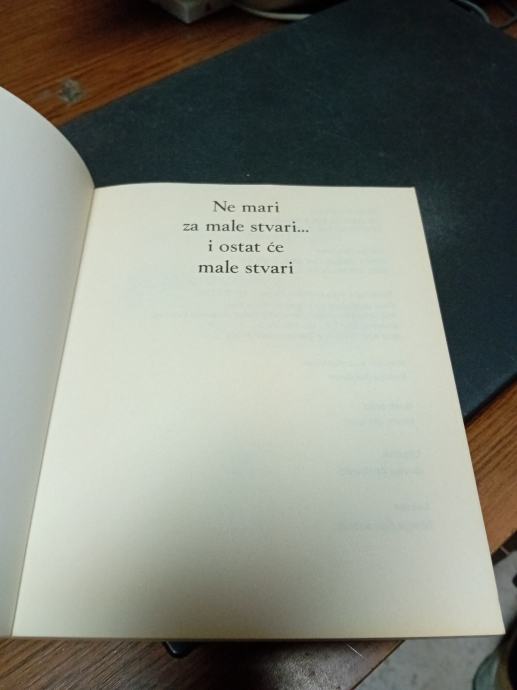 Ne mari
za male stvari...
i ostat će
male stvari